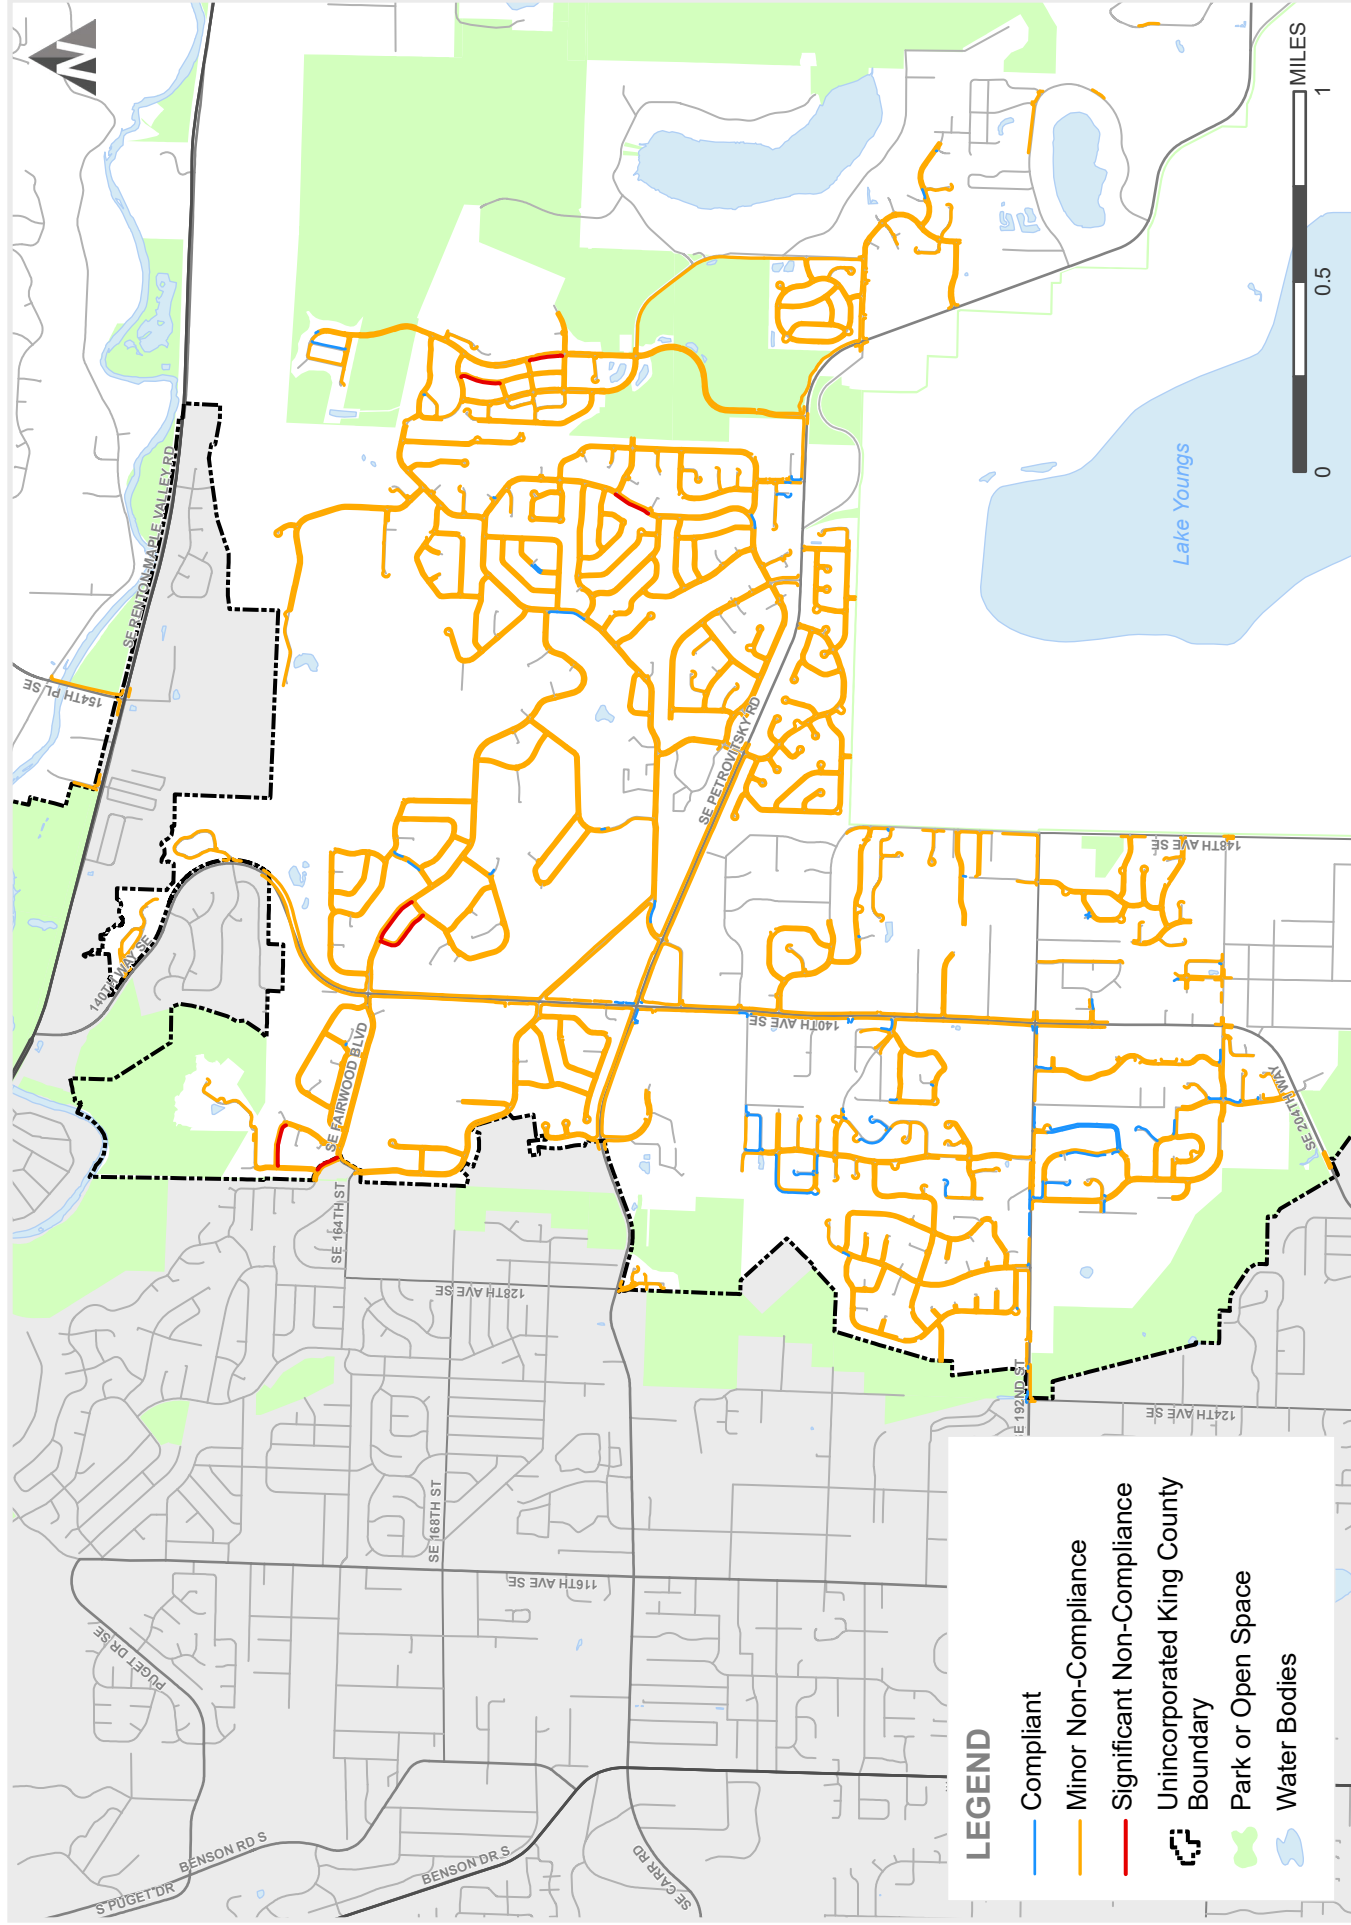 N
SE RENTON MAPLE VALLEY RD
154TH PL SE
140TH WAY SE
SE FAIRWOOD BLVD
SE 164TH ST
128TH AVE SE
SE 168TH ST
116TH AVE SE
PUGET DR SE
BENSON RD S
S PUGET DR
BENSON DR S
SE CARR RD
SE PETROVITSKY RD
140TH AVE SE
148TH AVE SE
SE 204TH WAY
SE 192ND ST
124TH AVE SE
Lake Youngs
0
0.5
1
MILES
LEGEND
Compliant
Minor Non-Compliance
Significant Non-Compliance
Unincorporated King County
Boundary
Park or Open Space
Water Bodies